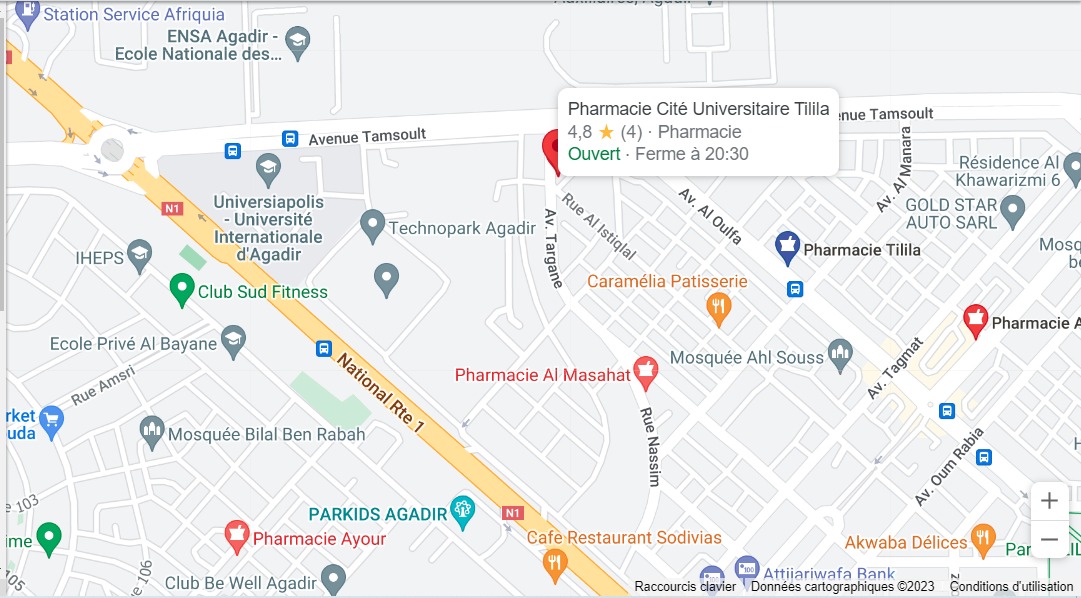 Station Service Afriquia
ENSA Agadir -
Ecole Nationale des...
Pharmacie Cité Universitaire Tilila
4,8 ★ (4) · Pharmacie
Ouvert · Ferme à 20:30
Avenue Tamsoult
Tamsoult
Av. Al Manara
Résidence Al
Khawarizmi 6
GOLD STAR
AUTO SARL
N1
Universiapolis
- Université
Internationale
d'Agadir
Technopark Agadir
Av. Targane
Rue Al Istiqlal
Av. Al Oulfa
Pharmacie Tilila
IHEPS
Club Sud Fitness
Caramélia Patisserie
Pharmacie A
Ecole Privé Al Bayane
National Rte 1
Mosquée Ahl Souss
Av. Tagmat
Pharmacie Al Masahat
Rue Amsri
Rue Nassim
Mosquée Bilal Ben Rabah
Av. Oum Rabia
103
PARKIDS AGADIR
N1
Pharmacie Ayour
Cafe Restaurant Sodivias
Akwaba Délices
106
105
Club Be Well Agadir
Attijariwafa Bank
+
−
Raccourcis clavier
Données cartographiques ©2023
Conditions d'utilisation